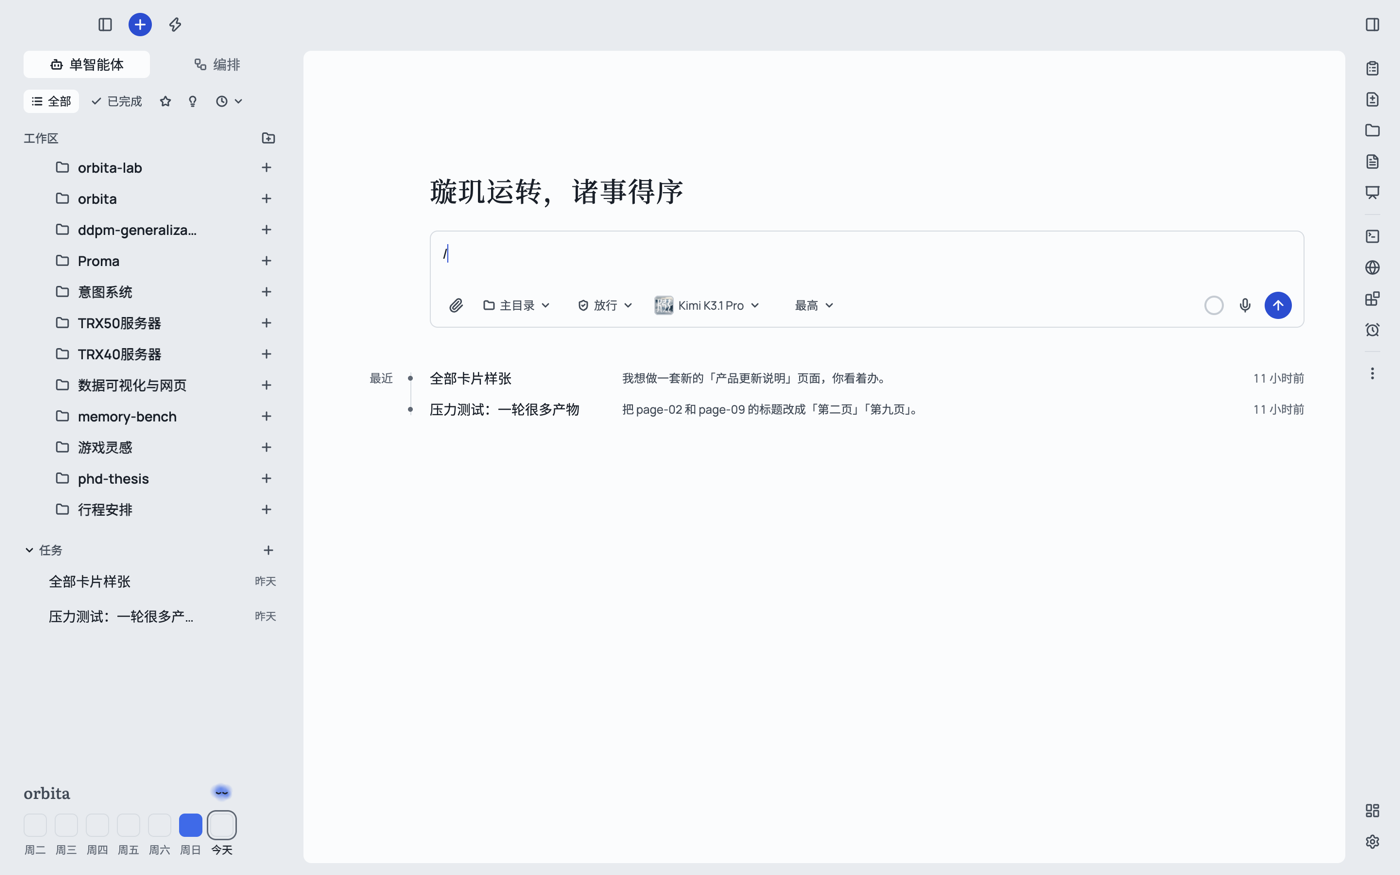 单智能体
编排
全部
已完成
工作区
orbita-lab
orbita
ddpm-generaliza...
Proma
意图系统
TRX50服务器
TRX40服务器
数据可视化与网页
memory-bench
游戏灵感
phd-thesis
行程安排
任务
全部卡片样张 昨天
压力测试：一轮很多产... 昨天
orbita
周二 周三 周四 周五 周六 周日 今天
璇玑运转，诸事得序
/
主目录 放行 Kimi K3.1 Pro 最高
最近 全部卡片样张 我想做一套新的「产品更新说明」页面，你看着办。 11 小时前
压力测试：一轮很多产物 把 page-02 和 page-09 的标题改成「第二页」「第九页」。 11 小时前